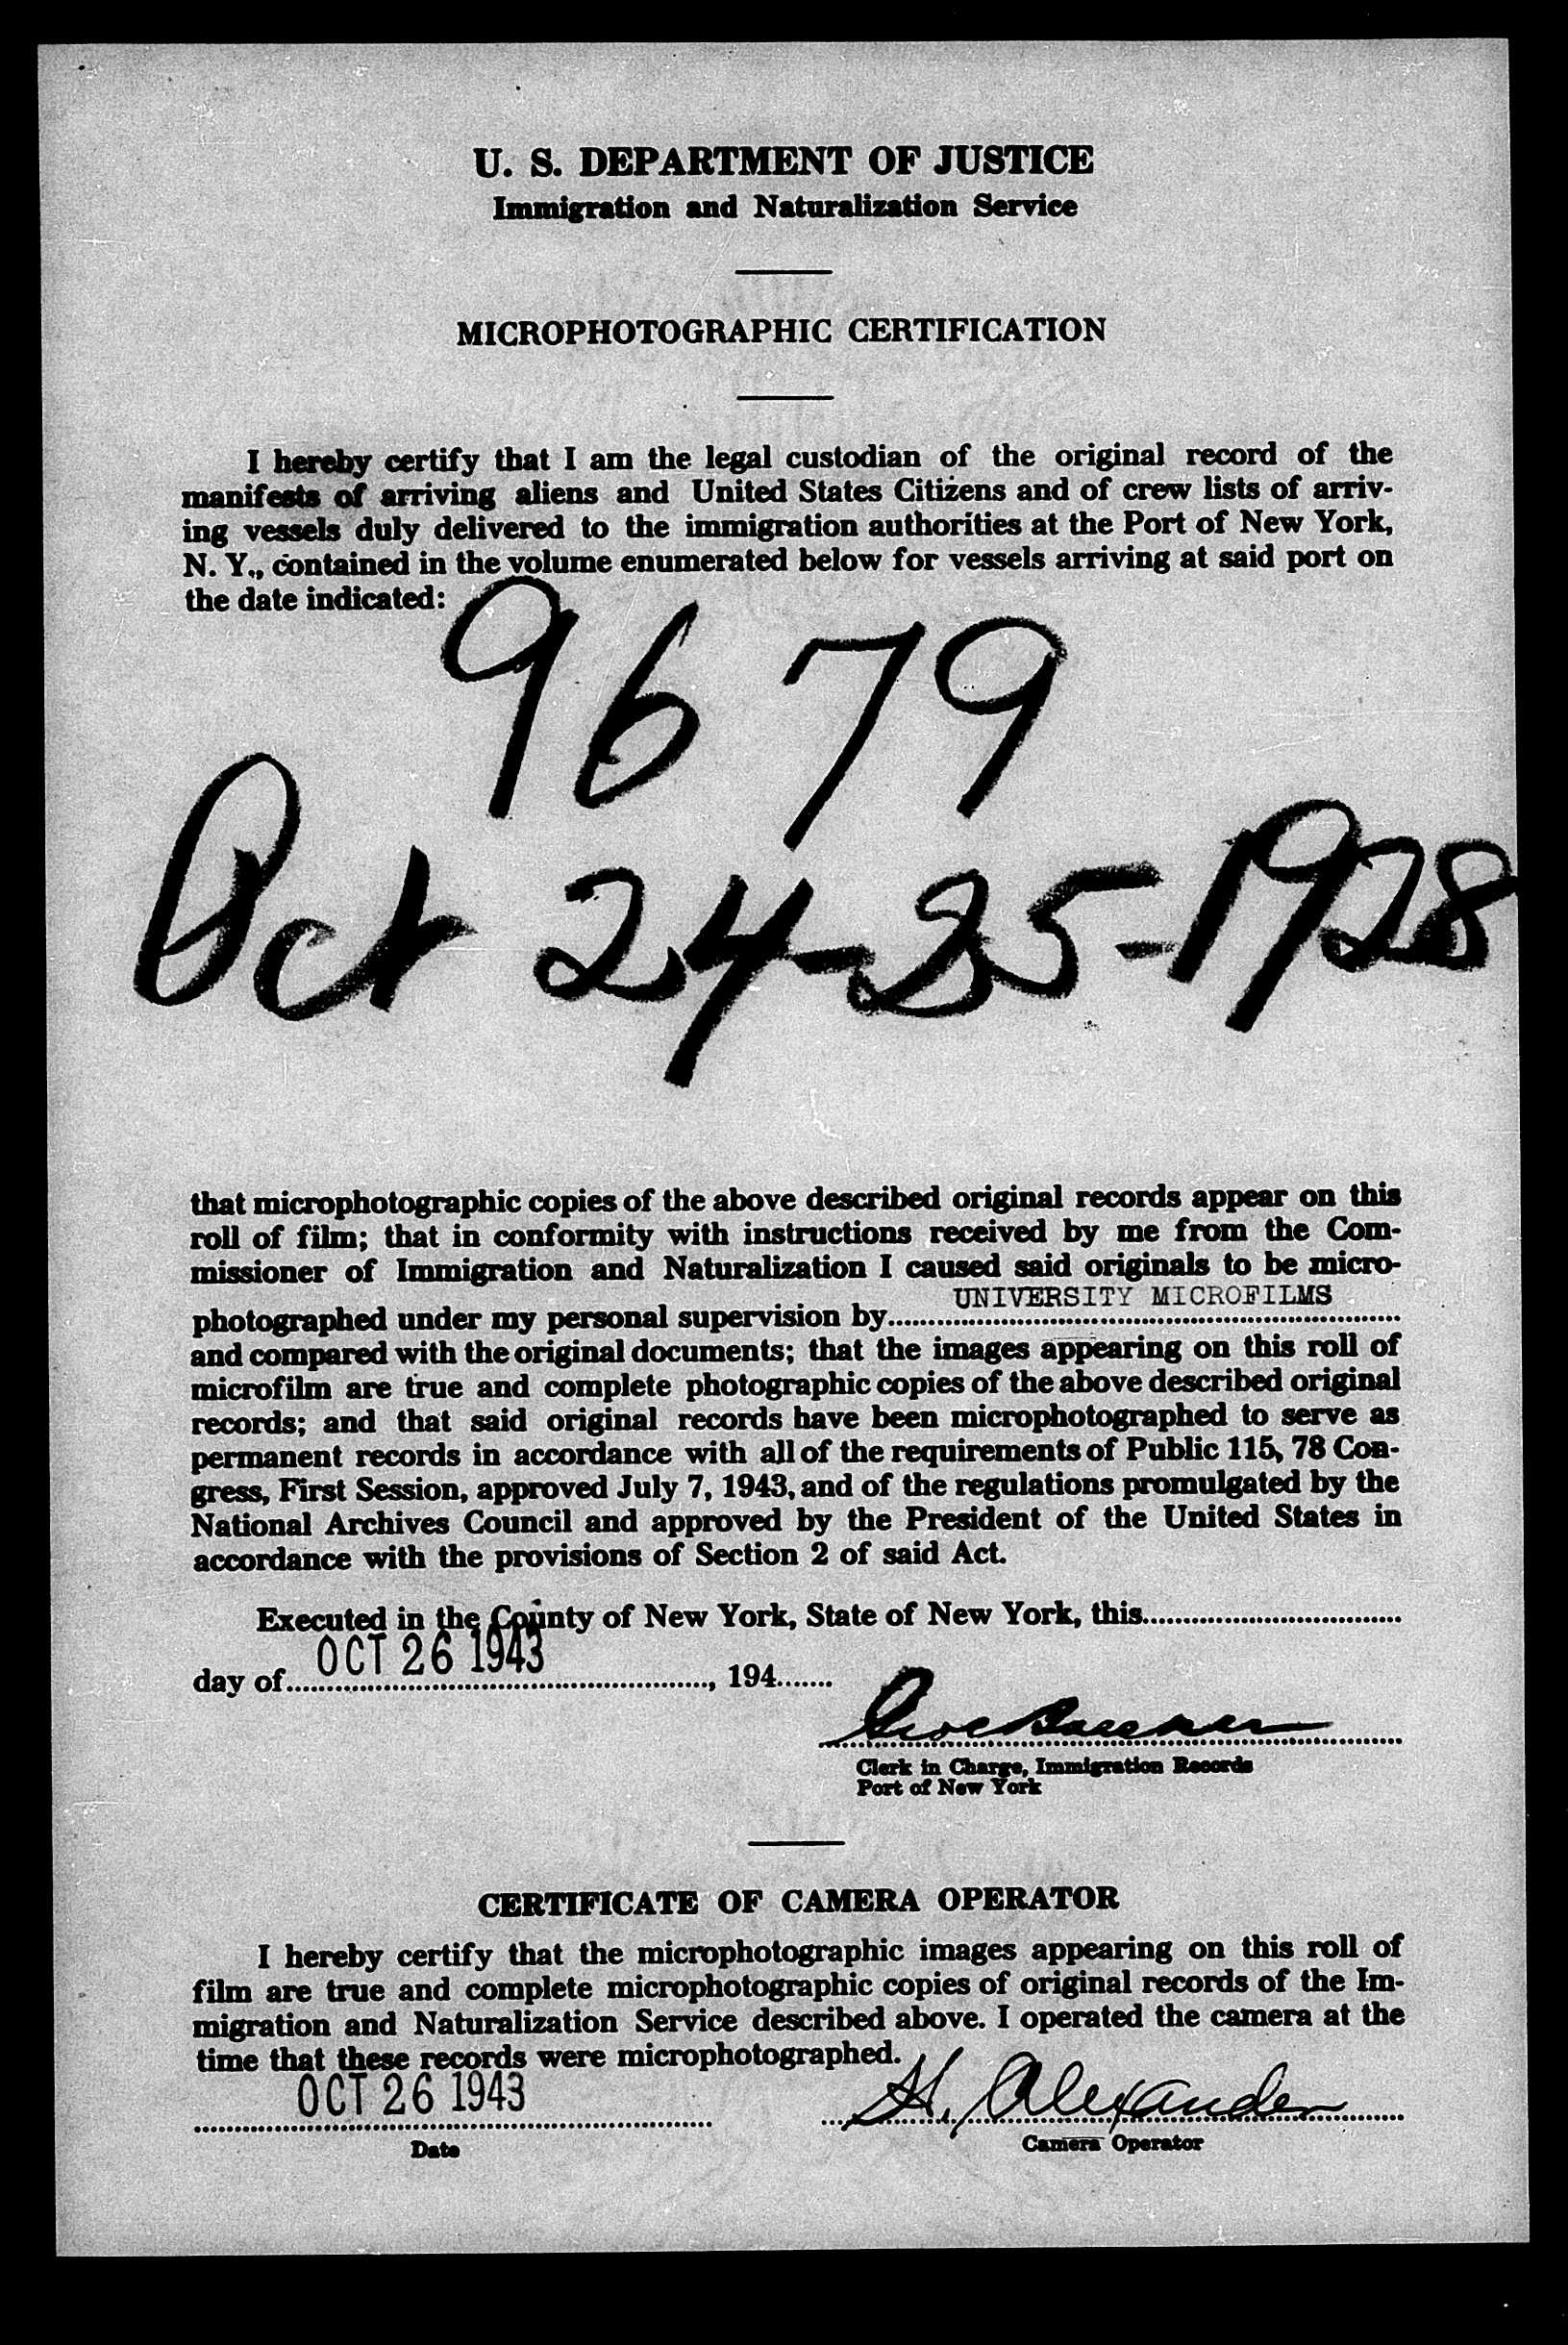 U. S. DEPARTMENT OF JUSTICE
Immigration and Naturalization Service
MICROPHOTOGRAPHIC CERTIFICATION
I hereby certify that I am the legal custodian of the original record of the
manifests of arriving aliens and United States Citizens and of crew lists of arriv-
ing vessels duly delivered to the immigration authorities at the Port of New York,
N. Y., contained in the volume enumerated below for vessels arriving at said port on
the date indicated:
9679
Oct 24-25-1928
that microphotographic copies of the above described original records appear on this
roll of film; that in conformity with instructions received by me from the Com-
missioner of Immigration and Naturalization I caused said originals to be micro-
UNIVERSITY MICROFILMS
photographed under my personal supervision by
and compared with the original documents; that the images appearing on this roll of
microfilm are true and complete photographic copies of the above described original
records; and that said original records have been microphotographed to serve as
permanent records in accordance with all of the requirements of Public 115, 78 Con-
gress, First Session, approved July 7, 1943, and of the regulations promulgated by the
National Archives Council and approved by the President of the United States in
accordance with the provisions of Section 2 of said Act.
Executed in the County of New York, State of New York, this
OCT 26 1943
day of, 194
Clerk in Charge, Immigration Records
Port of New York
CERTIFICATE OF CAMERA OPERATOR
I hereby certify that the microphotographic images appearing on this roll of
film are true and complete microphotographic copies of original records of the Im-
migration and Naturalization Service described above. I operated the camera at the
time that these records were microphotographed.
OCT 26 1943 H. Alexander
Date Camera Operator